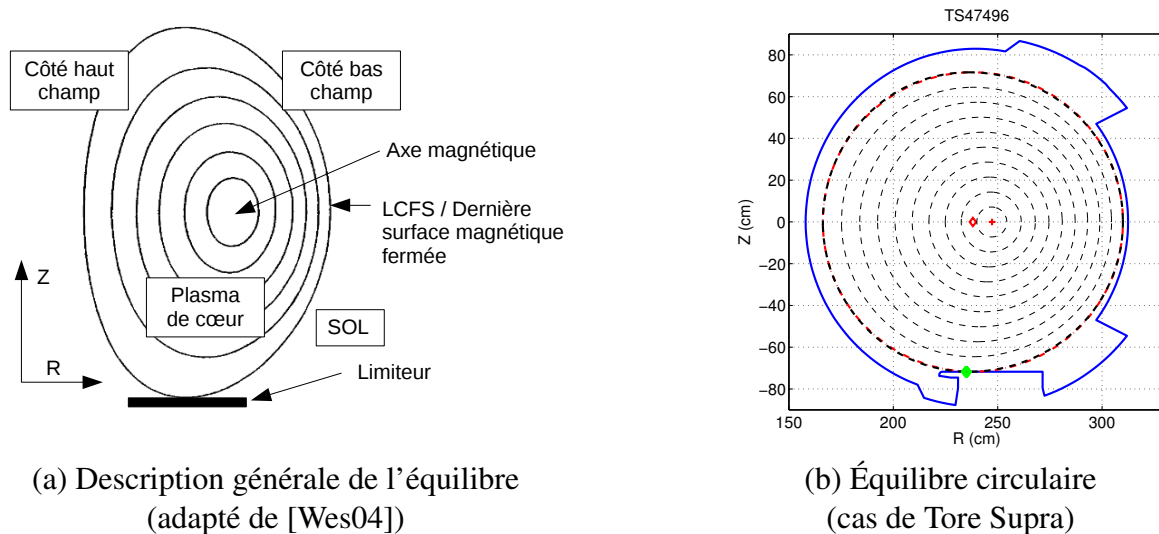 Côté haut
champ
Côté bas
champ
Axe magnétique
LCFS / Dernière
surface magnétique
fermée
Plasma
de cœur
SOL
Z
R
Limiteur
(a) Description générale de l'équilibre
(adapté de [Wes04])
TS47496
80
60
40
20
0
−20
−40
−60
−80
Z (cm)
150
200
250
300
R (cm)
(b) Équilibre circulaire
(cas de Tore Supra)